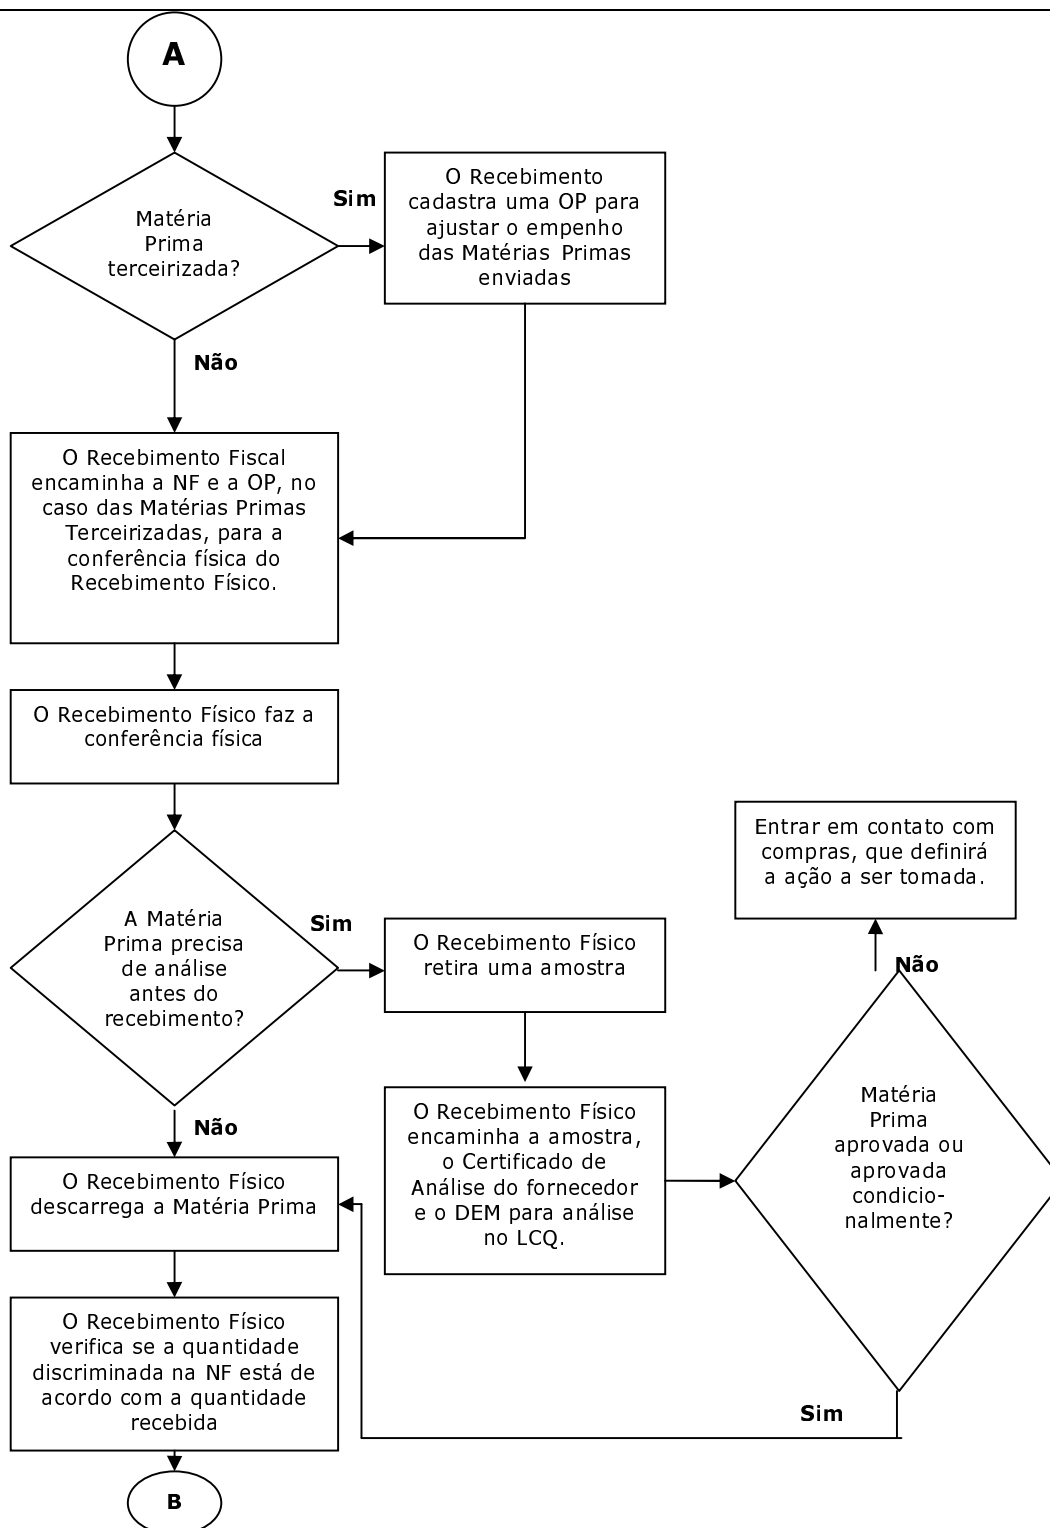 A
Matéria
Prima
terceirizada?
Sim
O Recebimento
cadastra uma OP para
ajustar o empenho
das Matérias Primas
enviadas
Não
O Recebimento Fiscal
encaminha a NF e a OP, no
caso das Matérias Primas
Terceirizadas, para a
conferência física do
Recebimento Físico.
O Recebimento Físico faz a
conferência física
A Matéria
Prima precisa
de análise
antes do
recebimento?
Sim
O Recebimento Físico
retira uma amostra
Entrar em contato com
compras, que definirá
a ação a ser tomada.
Não
O Recebimento Físico
encaminha a amostra,
o Certificado de
Análise do fornecedor
e o DEM para análise
no LCQ.
Matéria
Prima
aprovada ou
aprovada
condicio-
nalmente?
Não
O Recebimento Físico
descarrega a Matéria Prima
O Recebimento Físico
verifica se a quantidade
discriminada na NF está de
acordo com a quantidade
recebida
Sim
B